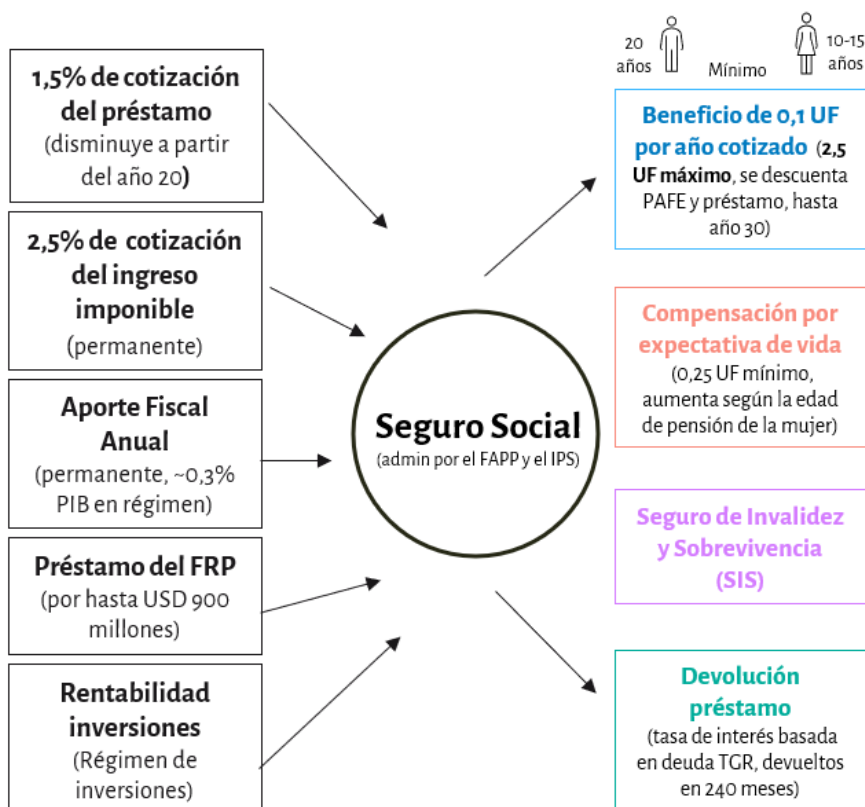 1,5% de cotización
del préstamo
(disminuye a partir
del año 20)
2,5% de cotización
del ingreso
imponible
(permanente)
Aporte Fiscal
Anual
(permanente, ~0,3%
PIB en régimen)
Préstamo del FRP
(por hasta USD 900
millones)
Rentabilidad
inversiones
(Régimen de
inversiones)
Seguro Social
(admin por el FAPP y el IPS)
20
años
Mínimo
10-15
años
Beneficio de 0,1 UF
por año cotizado (2,5
UF máximo, se descuenta
PAFE y préstamo, hasta
año 30)
Compensación por
expectativa de vida
(0,25 UF mínimo,
aumenta según la edad
de pensión de la mujer)
Seguro de Invalidez
y Sobrevivencia
(SIS)
Devolución
préstamo
(tasa de interés basada
en deuda TGR, devueltos
en 240 meses)